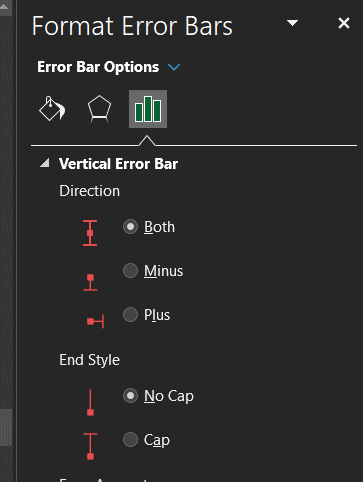 Format Error Bars
Error Bar Options
Vertical Error Bar
Direction
Both
Minus
Plus
End Style
No Cap
Cap